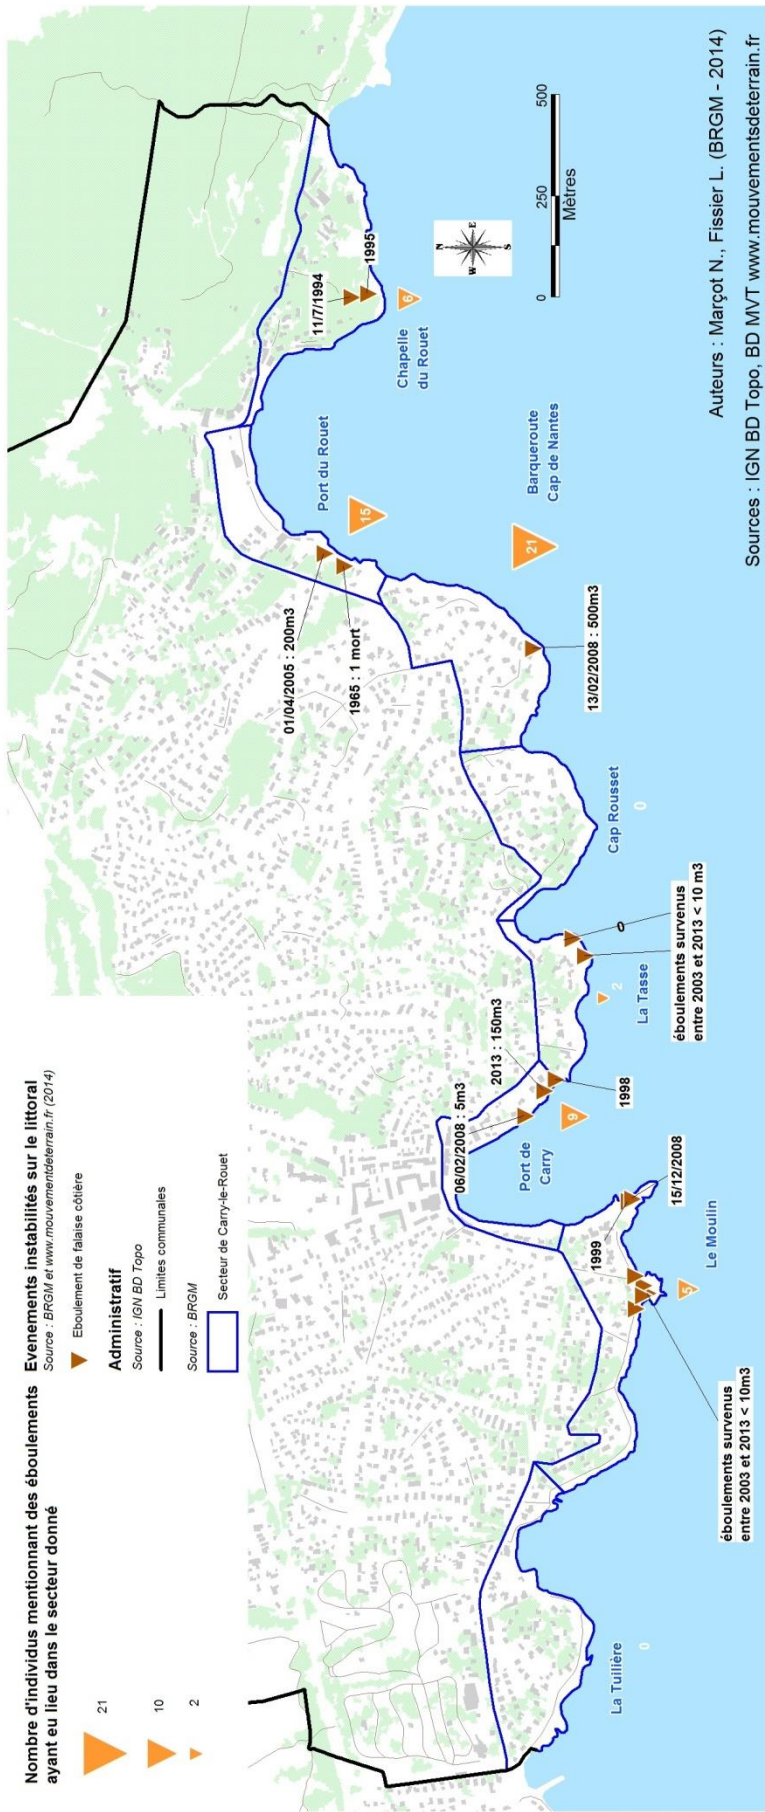 Nombre d'individus mentionnant des éboulements
ayant eu lieu dans le secteur donné
21
10
2
Evenements instabilités sur le littoral
Source : BRGM et www.mouvementdeterrain.fr (2014)
Eboulement de falaise côtière
Administratif
Source : IGN BD Topo
Limites communales
Source : BRGM
Secteur de Carry-le-Rouet
La Tuilière
0
éboulements survenus
entre 2003 et 2013 < 10m3
Le Moulin
5
1999
15/12/2008
06/02/2008 : 5m3
2013 : 150m3
1998
Port de
Carry
9
La Tasse
2
éboulements survenus
entre 2003 et 2013 < 10 m3
0
Cap Rousset
0
13/02/2008 : 500m3
Barqueroute
Cap de Nantes
21
01/04/2005 : 200m3
1965 : 1 mort
Port du Rouet
15
11/7/1994
1995
Chapelle
du Rouet
6
N
W
E
S
0
250
500
Mètres
Auteurs : Marçot N., Fissier L. (BRGM - 2014)
Sources : IGN BD Topo, BD MVT www.mouvementsdeterrain.fr